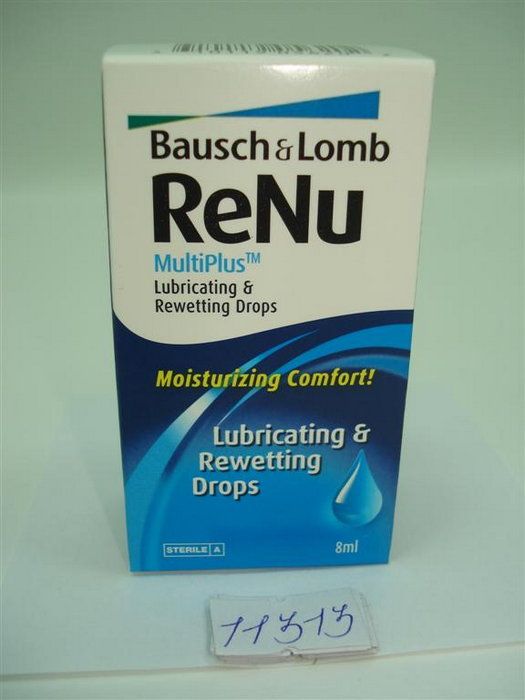 Bausch & Lomb
ReNu
MultiPlus™
Lubricating &
Rewetting Drops
Moisturizing Comfort!
Lubricating &
Rewetting
Drops
STERILE A
8ml
11313